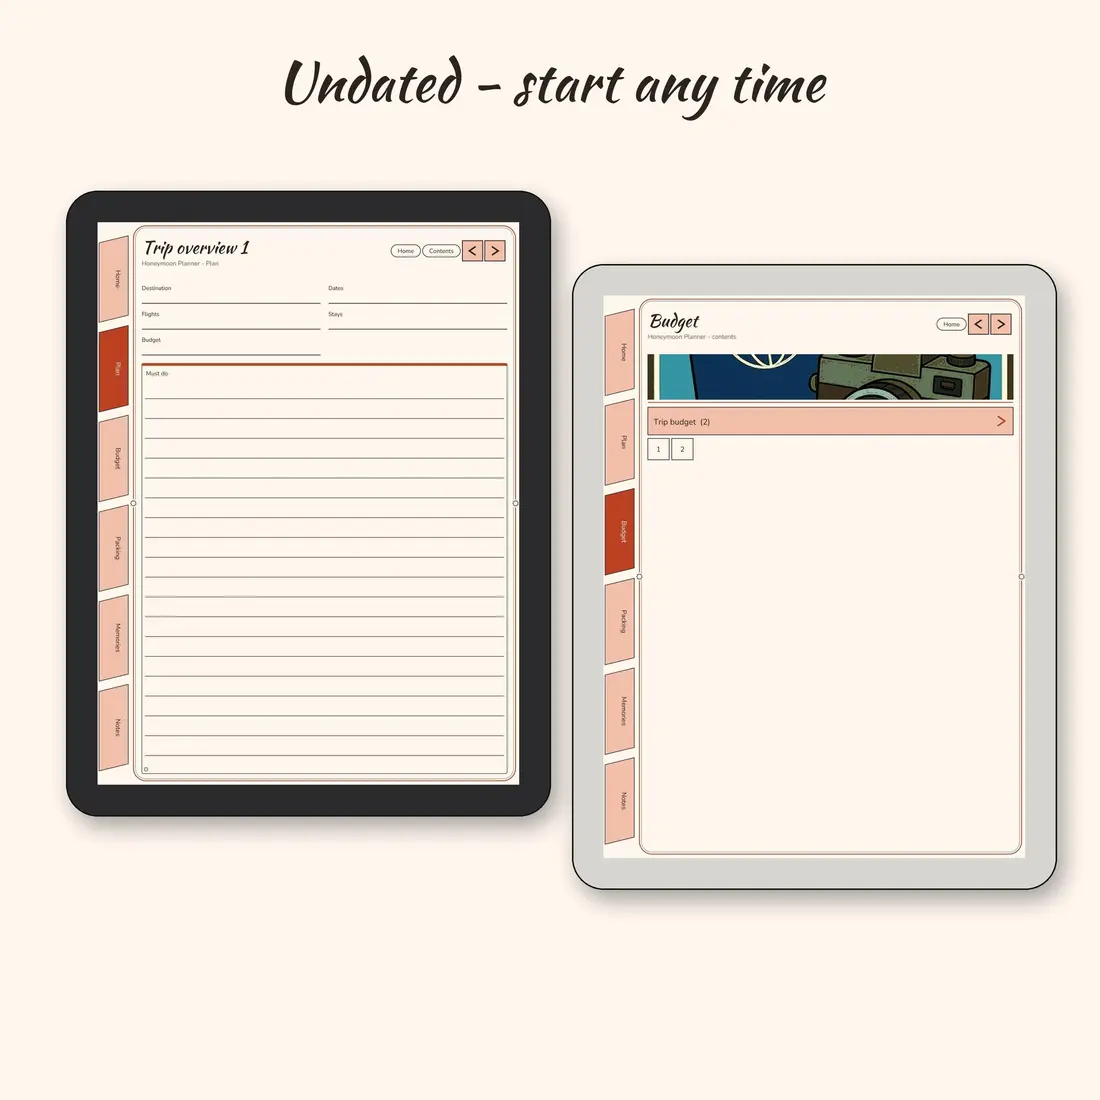 Undated - start any time
Trip overview 1
Honeymoon Planner - Plan
Home
Contents
<
>
Destination
Dates
Flights
Stays
Budget
Must do
Home
Plan
Budget
Packing
Memories
Notes
Budget
Honeymoon Planner - contents
Home
<
>
Trip budget (2)
>
1
2
Home
Plan
Budget
Packing
Memories
Notes